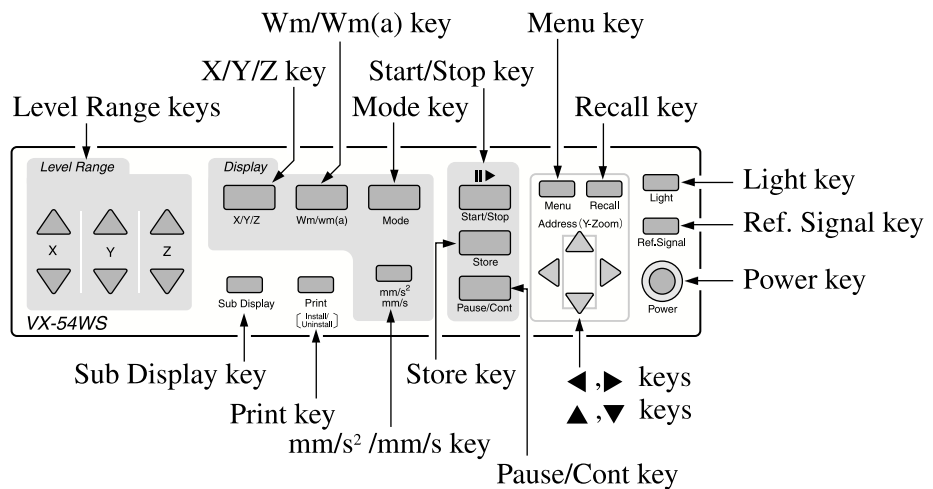 Wm/Wm(a) key
Menu key
X/Y/Z key
Start/Stop key
Level Range keys
Mode key
Recall key
Level Range
Display
X/Y/Z
Wm/wm(a)
Mode
Start/Stop
Menu
Recall
Light
Light key
Address (Y-Zoom)
Ref.Signal
Ref. Signal key
X
Y
Z
Store
Sub Display
Print
[Install/
Uninstall]
mm/s²
mm/s
Pause/Cont
Power
Power key
VX-54WS
Sub Display key
Store key
◀ ,▶ keys
▲ ,▼ keys
Print key
mm/s² /mm/s key
Pause/Cont key